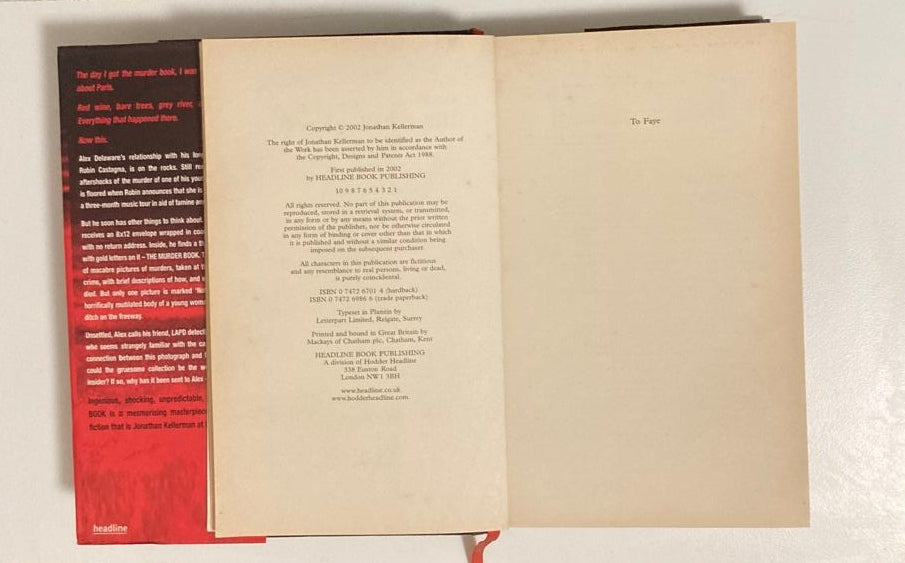 The day I got the murder book, I was
about Paris.
Red wine, bare trees, grey river,
Everything that happened there.
Now this.
Alex Delaware's relationship with his
Robin Castagna, is on the rocks. Still
aftershocks of the murder of one of his
is floored when Robin announces that she is
a three-month music tour in aid of famine
But he soon has other things to think about.
receives an 8x12 envelope wrapped in
with no return address. Inside, he finds a
with gold letters on it – THE MURDER BOOK.
of macabre pictures of murders, taken at
crime, with brief descriptions of how, and
died. But only one picture is marked
horrifically mutilated body of a young
ditch on the freeway.
Unsettled, Alex calls his friend, LAPD
who seems strangely familiar with the
connection between this photograph and
could the gruesome collection be the
insider? If so, why has it been sent to Alex
Ingenious, shocking, unpredictable,
BOOK is a mesmerising
fiction that is Jonathan Kellerman at
headline
Copyright © 2002 Jonathan Kellerman
The right of Jonathan Kellerman to be identified as the Author of
the Work has been asserted by him in accordance with
the Copyright, Designs and Patents Act 1988.
First published in 2002
by HEADLINE BOOK PUBLISHING
10 9 8 7 6 5 4 3 2 1
All rights reserved. No part of this publication may be
reproduced, stored in a retrieval system, or transmitted,
in any form or by any means without the prior written
permission of the publisher, nor be otherwise circulated
in any form of binding or cover other than that in which
it is published and without a similar condition being
imposed on the subsequent purchaser.
All characters in this publication are fictitious
and any resemblance to real persons, living or dead,
is purely coincidental.
ISBN 0 7472 6701 4 (hardback)
ISBN 0 7472 6986 6 (trade paperback)
Typeset in Plantin by
Letterpart Limited, Reigate, Surrey
Printed and bound in Great Britain by
Mackays of Chatham plc, Chatham, Kent
HEADLINE BOOK PUBLISHING
A division of Hodder Headline
338 Euston Road
London NW1 3BH
www.headline.co.uk
www.hodderheadline.com
To Faye